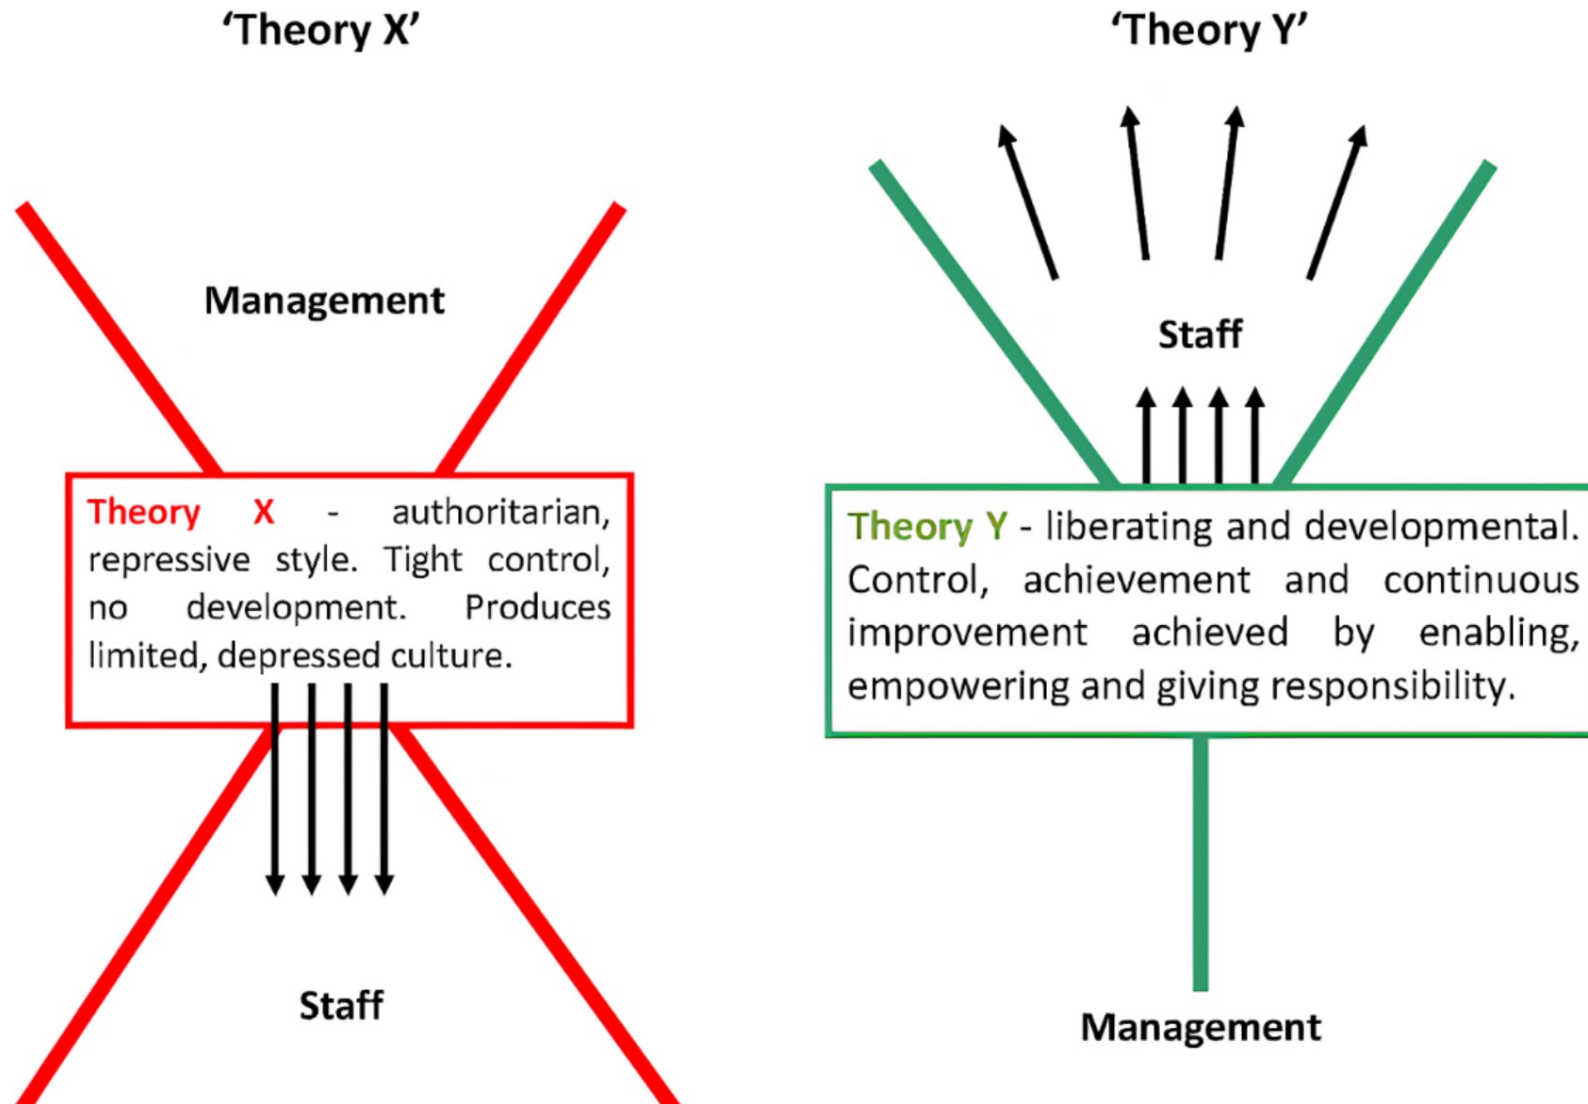 ‘Theory X’
Management
Theory X - authoritarian,
repressive style. Tight control,
no development. Produces
limited, depressed culture.
Staff
‘Theory Y’
Staff
Theory Y - liberating and developmental.
Control, achievement and continuous
improvement achieved by enabling,
empowering and giving responsibility.
Management